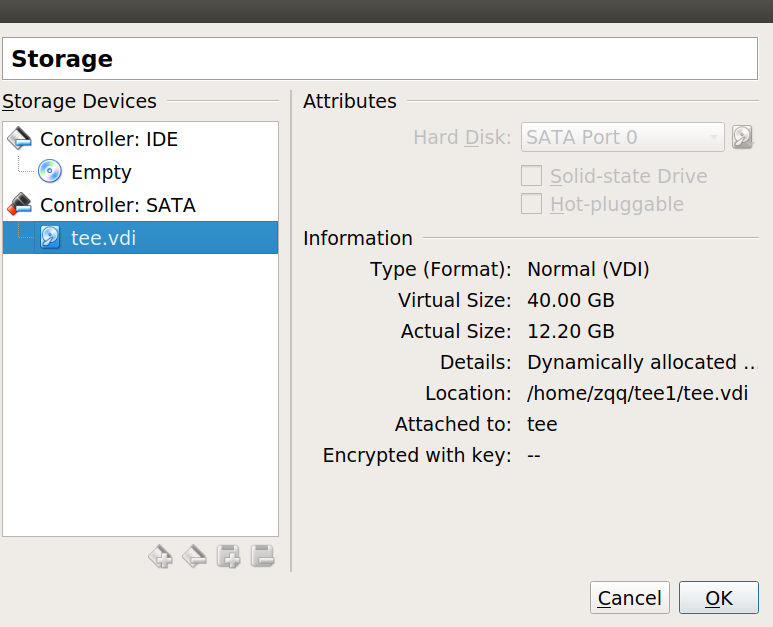 Storage
Storage Devices
Controller: IDE
Empty
Controller: SATA
tee.vdi
Attributes
Hard Disk: SATA Port 0
Solid-state Drive
Hot-pluggable
Information
Type (Format): Normal (VDI)
Virtual Size: 40.00 GB
Actual Size: 12.20 GB
Details: Dynamically allocated ...
Location: /home/zqq/tee1/tee.vdi
Attached to: tee
Encrypted with key: --
Cancel OK